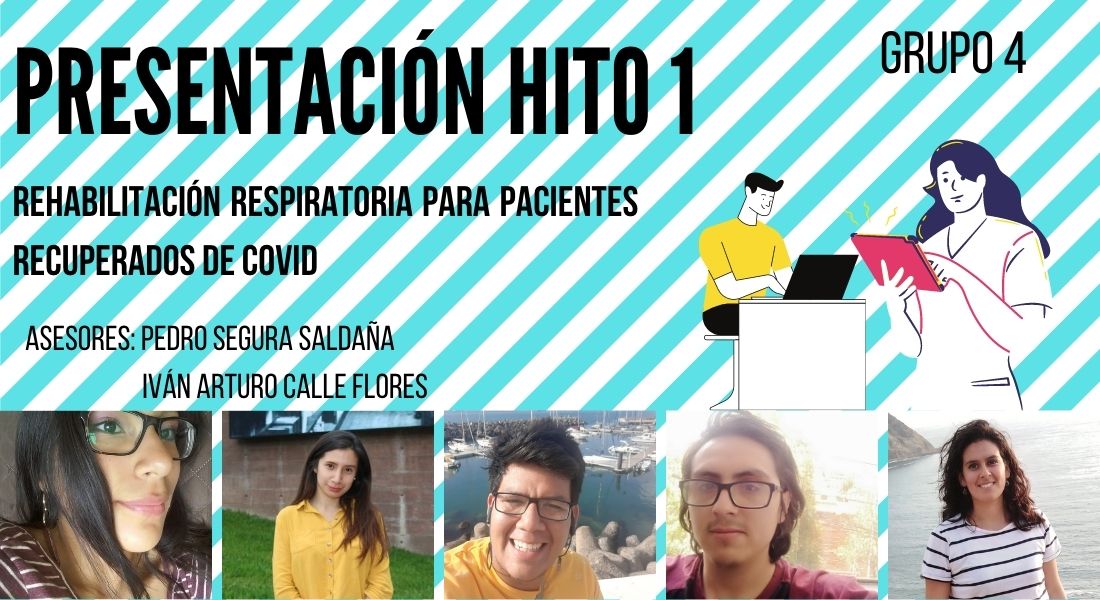 GRUPO 4
PRESENTACIÓN HITO 1
REHABILITACIÓN RESPIRATORIA PARA PACIENTES
RECUPERADOS DE COVID
ASESORES: PEDRO SEGURA SALDAÑA
IVÁN ARTURO CALLE FLORES